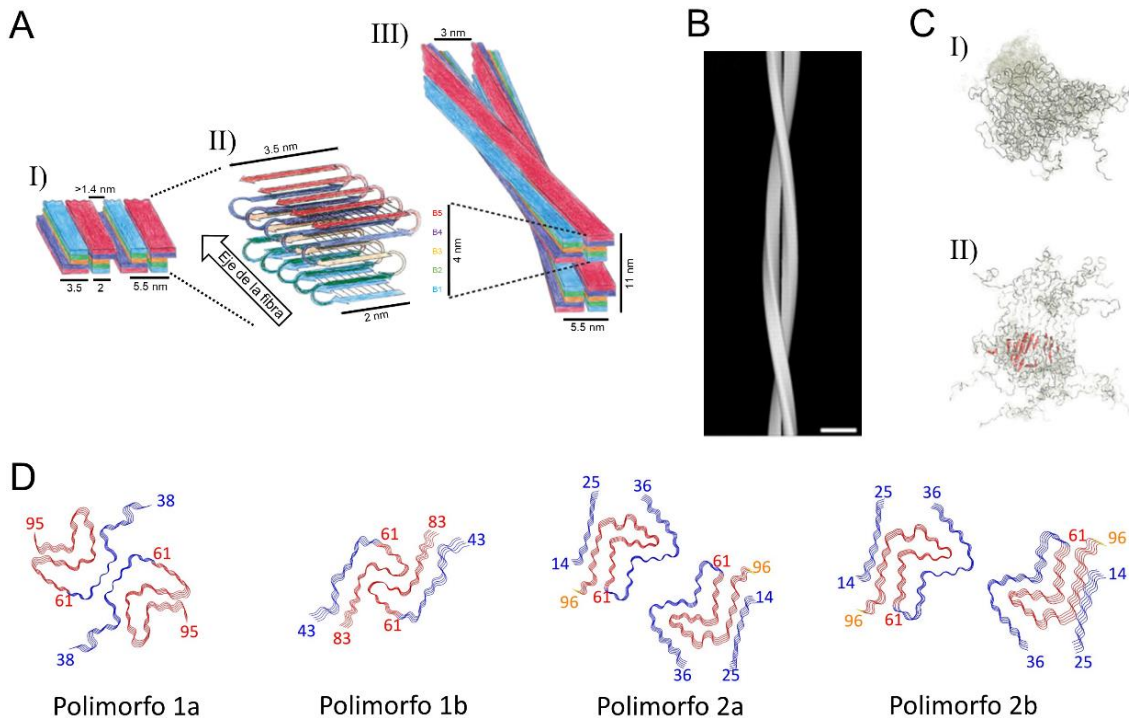 A
I)
>1.4 nm
3.5
2
5.5 nm
II)
3.5 nm
Eje de la fibra
2 nm
III)
3 nm
B5
B4
B3
B2
B1
4 nm
11 nm
5.5 nm
B
C
I)
II)
D
38
95
61
61
95
38
Polimorfo 1a
83
61
43
43
83
61
Polimorfo 1b
25
36
14
96
61
61
96
14
36
25
Polimorfo 2a
25
36
14
96
61
61
96
14
36
25
Polimorfo 2b